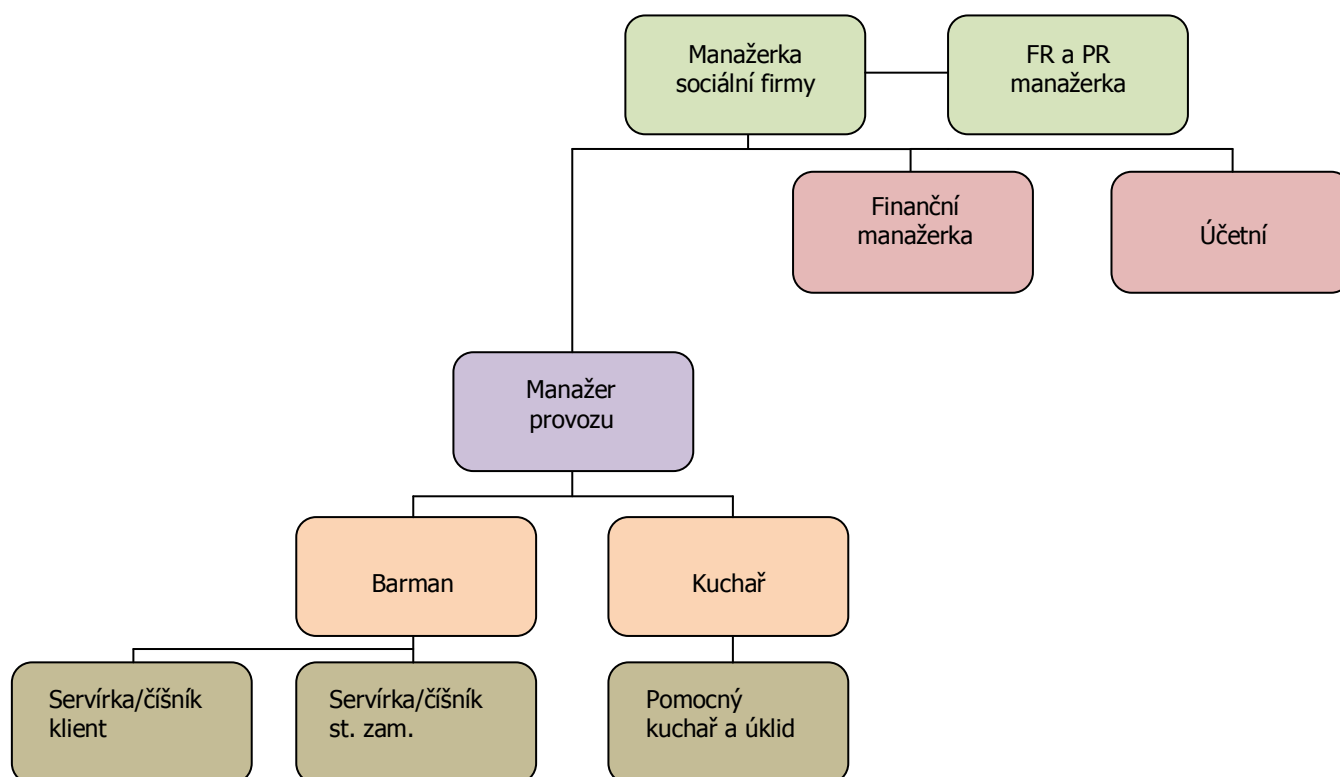 Manažerka
sociální firmy
FR a PR
manažerka
Finanční
manažerka
Účetní
Manažer
provozu
Barman
Kuchař
Servírka/číšník
klient
Servírka/číšník
st. zam.
Pomocný
kuchař a úklid